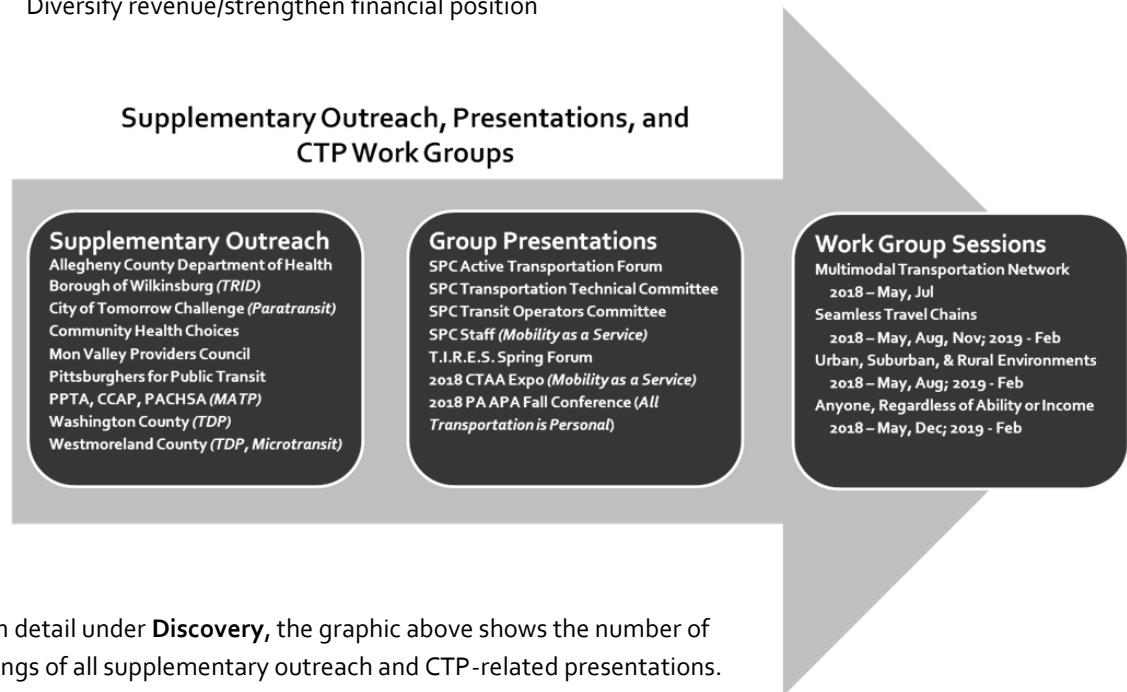 Diversify revenue/strengthen financial position
Supplementary Outreach, Presentations, and
CTP Work Groups
Supplementary Outreach
Allegheny County Department of Health
Borough of Wilkinsburg (TRID)
City of Tomorrow Challenge (Paratransit)
Community Health Choices
Mon Valley Providers Council
Pittsburghers for Public Transit
PPTA, CCAP, PACHSA (MATP)
Washington County (TDP)
Westmoreland County (TDP, Microtransit)
Group Presentations
SPC Active Transportation Forum
SPC Transportation Technical Committee
SPC Transit Operators Committee
SPC Staff (Mobility as a Service)
T.I.R.E.S. Spring Forum
2018 CTAA Expo (Mobility as a Service)
2018 PA APA Fall Conference (All
Transportation is Personal)
Work Group Sessions
Multimodal Transportation Network
2018 – May, Jul
Seamless Travel Chains
2018 – May, Aug, Nov; 2019 - Feb
Urban, Suburban, & Rural Environments
2018 – May, Aug; 2019 - Feb
Anyone, Regardless of Ability or Income
2018 – May, Dec; 2019 - Feb
detail under Discovery, the graphic above shows the number of
of all supplementary outreach and CTP-related presentations.